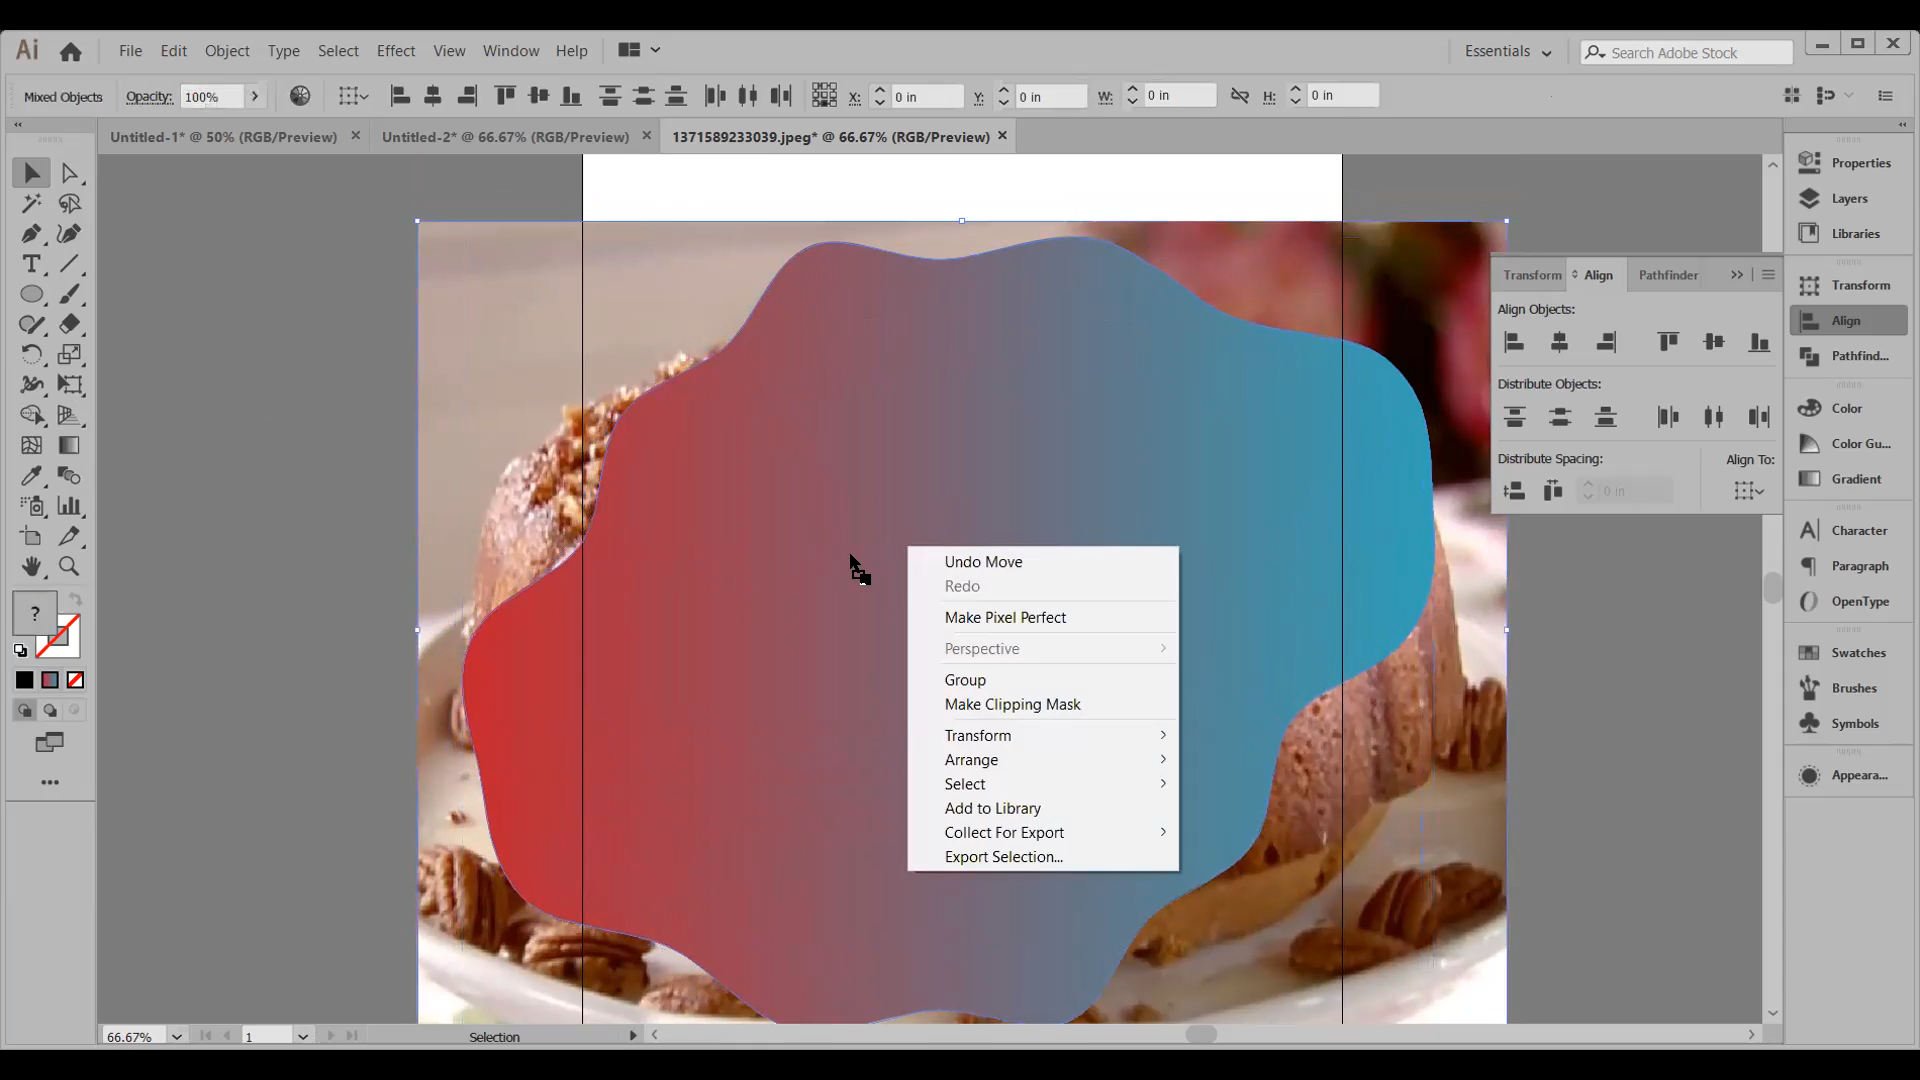 Ai File Edit Object Type Select Effect View Window Help Essentials Search Adobe Stock
Mixed Objects Opacity: 100% X: 0 in Y: 0 in W: 0 in H: 0 in
Untitled-1* @ 50% (RGB/Preview) Untitled-2* @ 66.67% (RGB/Preview) 1371589233039.jpeg* @ 66.67% (RGB/Preview)
Properties
Layers
Libraries
Transform Align Pathfinder
Transform
Align Objects:
Align
Pathfind...
Distribute Objects:
Color
Color Gu...
Distribute Spacing: Align To:
Gradient
0 in
Character
Paragraph
OpenType
Swatches
Brushes
Symbols
Appeara...
?
Undo Move
Redo
Make Pixel Perfect
Perspective
Group
Make Clipping Mask
Transform
Arrange
Select
Add to Library
Collect For Export
Export Selection...
66.67% 1 Selection